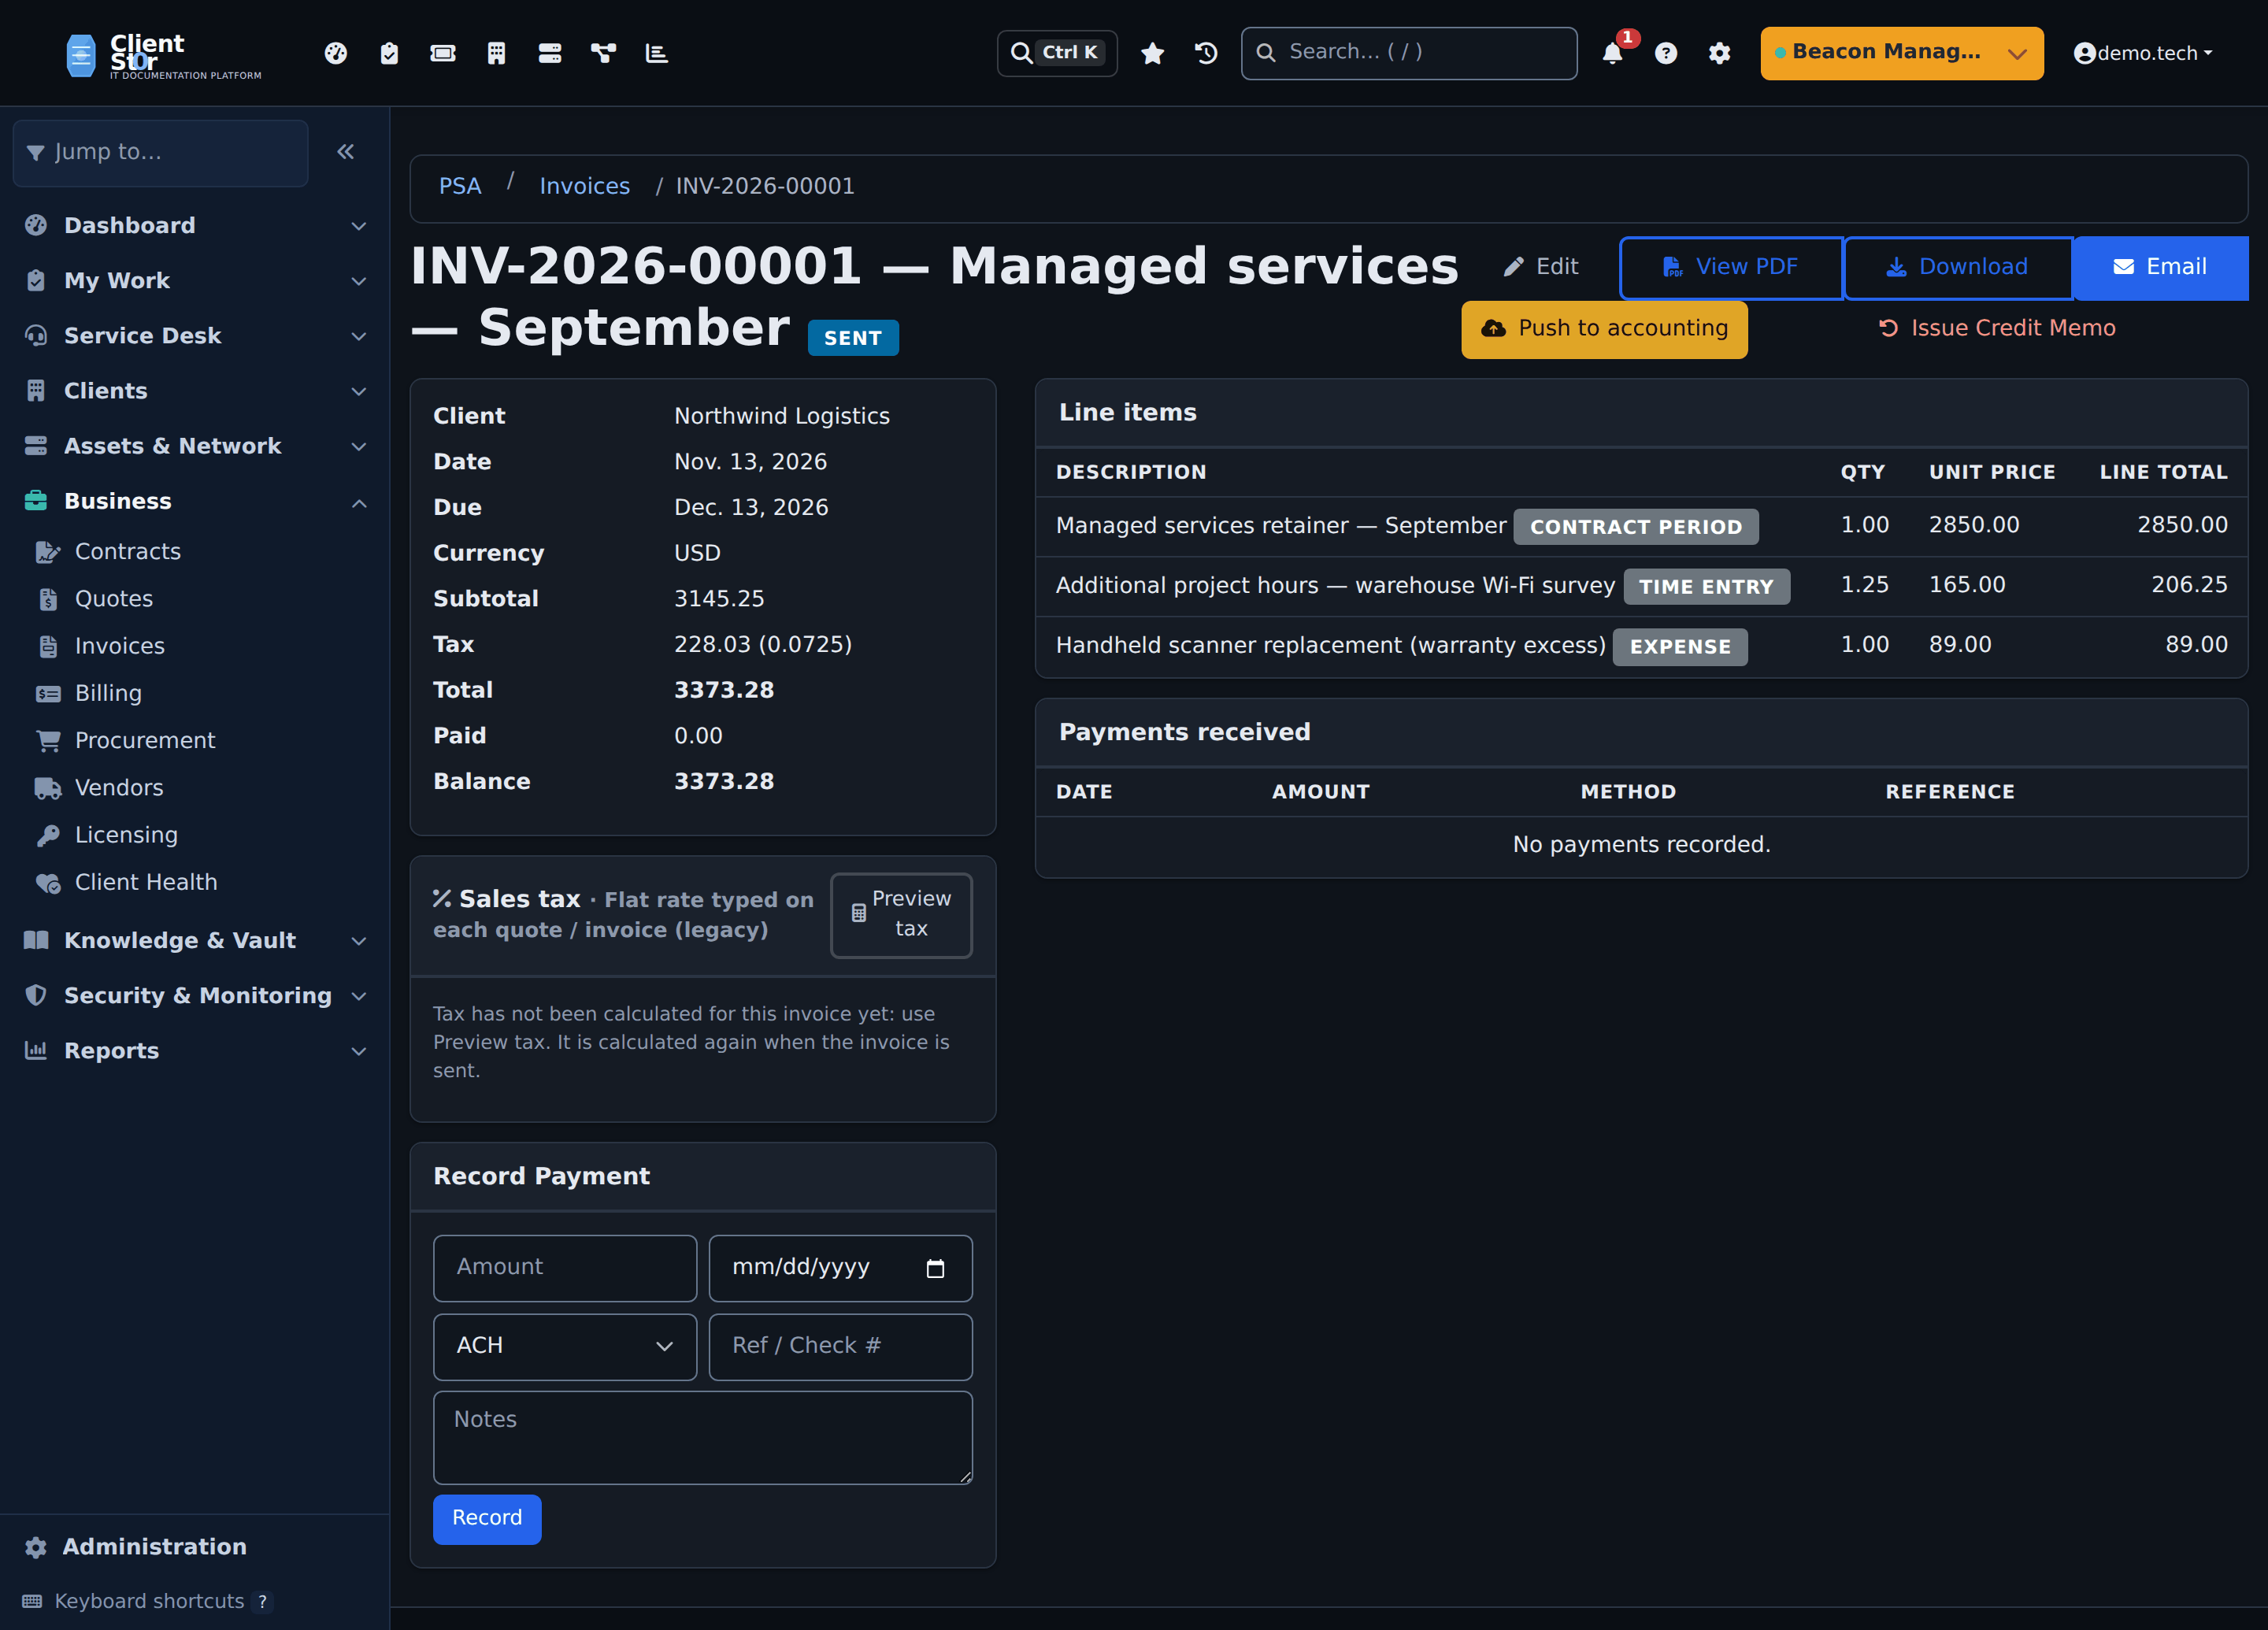 Client
St0r
IT DOCUMENTATION PLATFORM
Ctrl K
Search... ( / )
1
Beacon Manag...
demo.tech
Jump to...
Dashboard
My Work
Service Desk
Clients
Assets & Network
Business
Contracts
Quotes
Invoices
Billing
Procurement
Vendors
Licensing
Client Health
Knowledge & Vault
Security & Monitoring
Reports
Administration
Keyboard shortcuts ?
PSA / Invoices / INV-2026-00001
INV-2026-00001 — Managed services
— September SENT
Edit
View PDF
Download
Email
Push to accounting
Issue Credit Memo
Client Northwind Logistics
Date Nov. 13, 2026
Due Dec. 13, 2026
Currency USD
Subtotal 3145.25
Tax 228.03 (0.0725)
Total 3373.28
Paid 0.00
Balance 3373.28
Sales tax · Flat rate typed on
each quote / invoice (legacy)
Preview
tax
Tax has not been calculated for this invoice yet: use
Preview tax. It is calculated again when the invoice is
sent.
Record Payment
Amount mm/dd/yyyy
ACH Ref / Check #
Notes
Record
Line items
DESCRIPTION QTY UNIT PRICE LINE TOTAL
Managed services retainer — September CONTRACT PERIOD 1.00 2850.00 2850.00
Additional project hours — warehouse Wi-Fi survey TIME ENTRY 1.25 165.00 206.25
Handheld scanner replacement (warranty excess) EXPENSE 1.00 89.00 89.00
Payments received
DATE AMOUNT METHOD REFERENCE
No payments recorded.